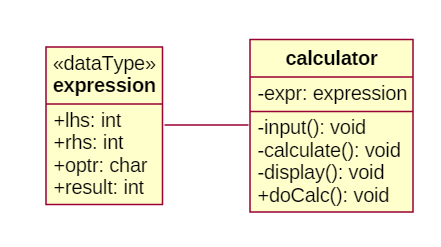 «dataType»
expression
+lhs: int
+rhs: int
+optr: char
+result: int
calculator
-expr: expression
-input(): void
-calculate(): void
-display(): void
+doCalc(): void